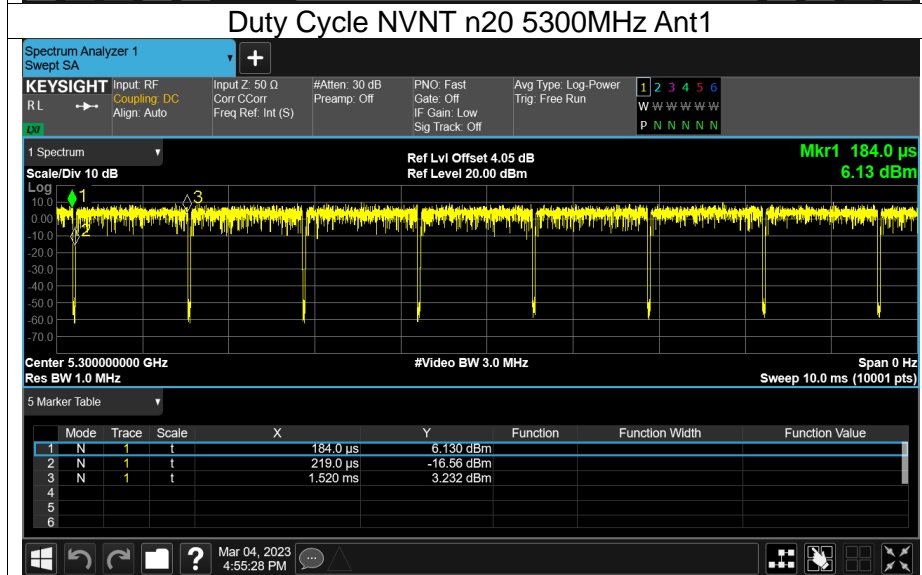 Duty Cycle NVNT n20 5300MHz Ant1
Spectrum Analyzer 1
Swept SA
+
KEYSIGHT Input: RF Input Z: 50 Ω #Atten: 30 dB PNO: Fast Avg Type: Log-Power 1 2 3 4 5 6
R L Coupling: DC Corr CCorr Preamp: Off Gate: Off Trig: Free Run W W W W W W
Align: Auto Freq Ref: Int (S) IF Gain: Low
LXI Sig Track: Off P N N N N N
1 Spectrum Ref Lvl Offset 4.05 dB Mkr1 184.0 µs
Scale/Div 10 dB Ref Level 20.00 dBm 6.13 dBm
Log
10.0 1 3
0.00
-10.0 2
-20.0
-30.0
-40.0
-50.0
-60.0
-70.0
Center 5.300000000 GHz #Video BW 3.0 MHz Span 0 Hz
Res BW 1.0 MHz Sweep 10.0 ms (10001 pts)
5 Marker Table
Mode Trace Scale X Y Function Function Width Function Value
1 N 1 t 184.0 µs 6.130 dBm
2 N 1 t 219.0 µs -16.56 dBm
3 N 1 t 1.520 ms 3.232 dBm
4
5
6
? Mar 04, 2023
4:55:28 PM